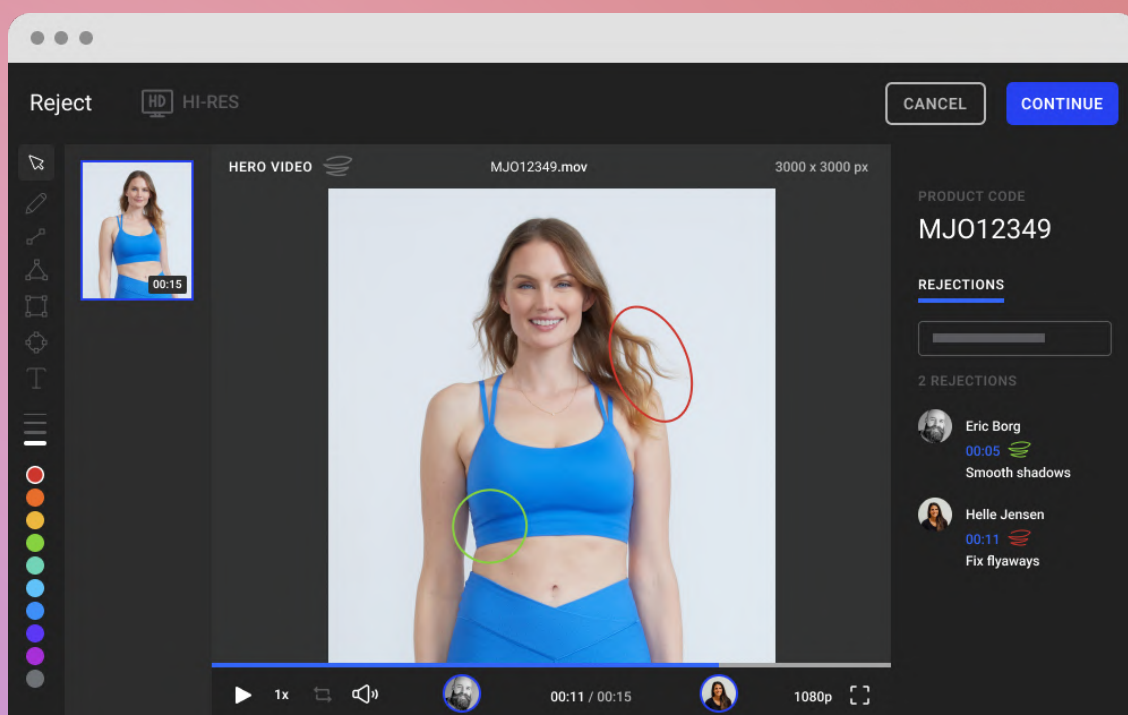 Reject
HD HI-RES
CANCEL
CONTINUE
00:15
HERO VIDEO
MJO12349.mov
3000 x 3000 px
PRODUCT CODE
MJO12349
REJECTIONS
2 REJECTIONS
Eric Borg
00:05
Smooth shadows
Helle Jensen
00:11
Fix flyaways
T
1x
00:11 / 00:15
1080p